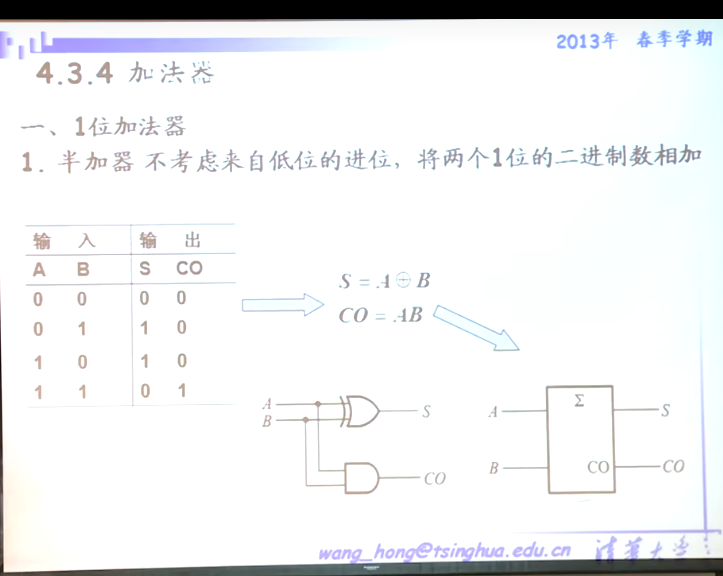 2013年 春季学期
4.3.4 加法器
一、1位加法器
1. 半加器 不考虑来自低位的进位，将两个1位的二进制数相加
输 入 输 出
A B S CO
0 0 0 0
0 1 1 0
1 0 1 0
1 1 0 1
S = A ⊕ B
CO = AB
A
B
S
CO
Σ
A
S
B
CO
CO
wang_hong@tsinghua.edu.cn 清华大学